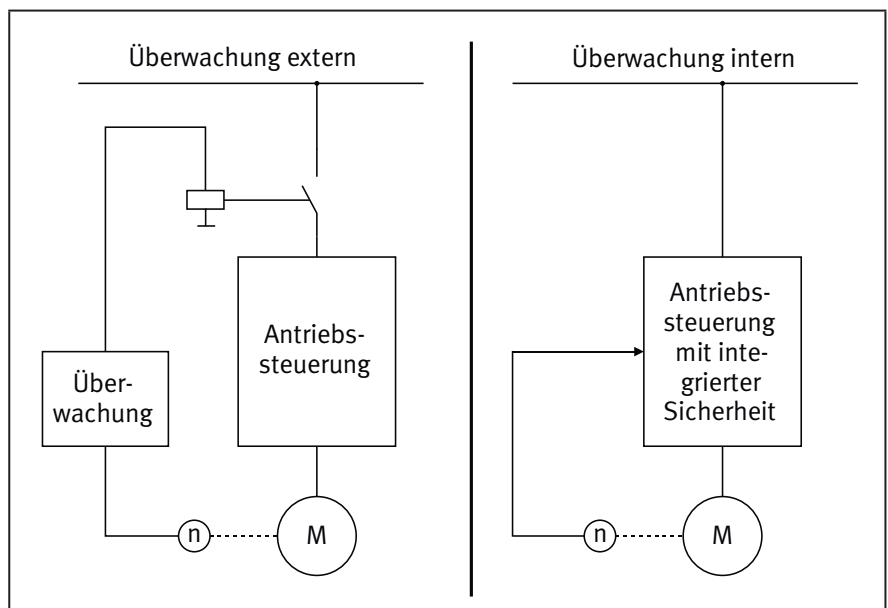 Überwachung extern
Antriebs-
steuerung
Über-
wachung
n
M
Überwachung intern
Antriebs-
steuerung
mit inte-
grierter
Sicherheit
n
M